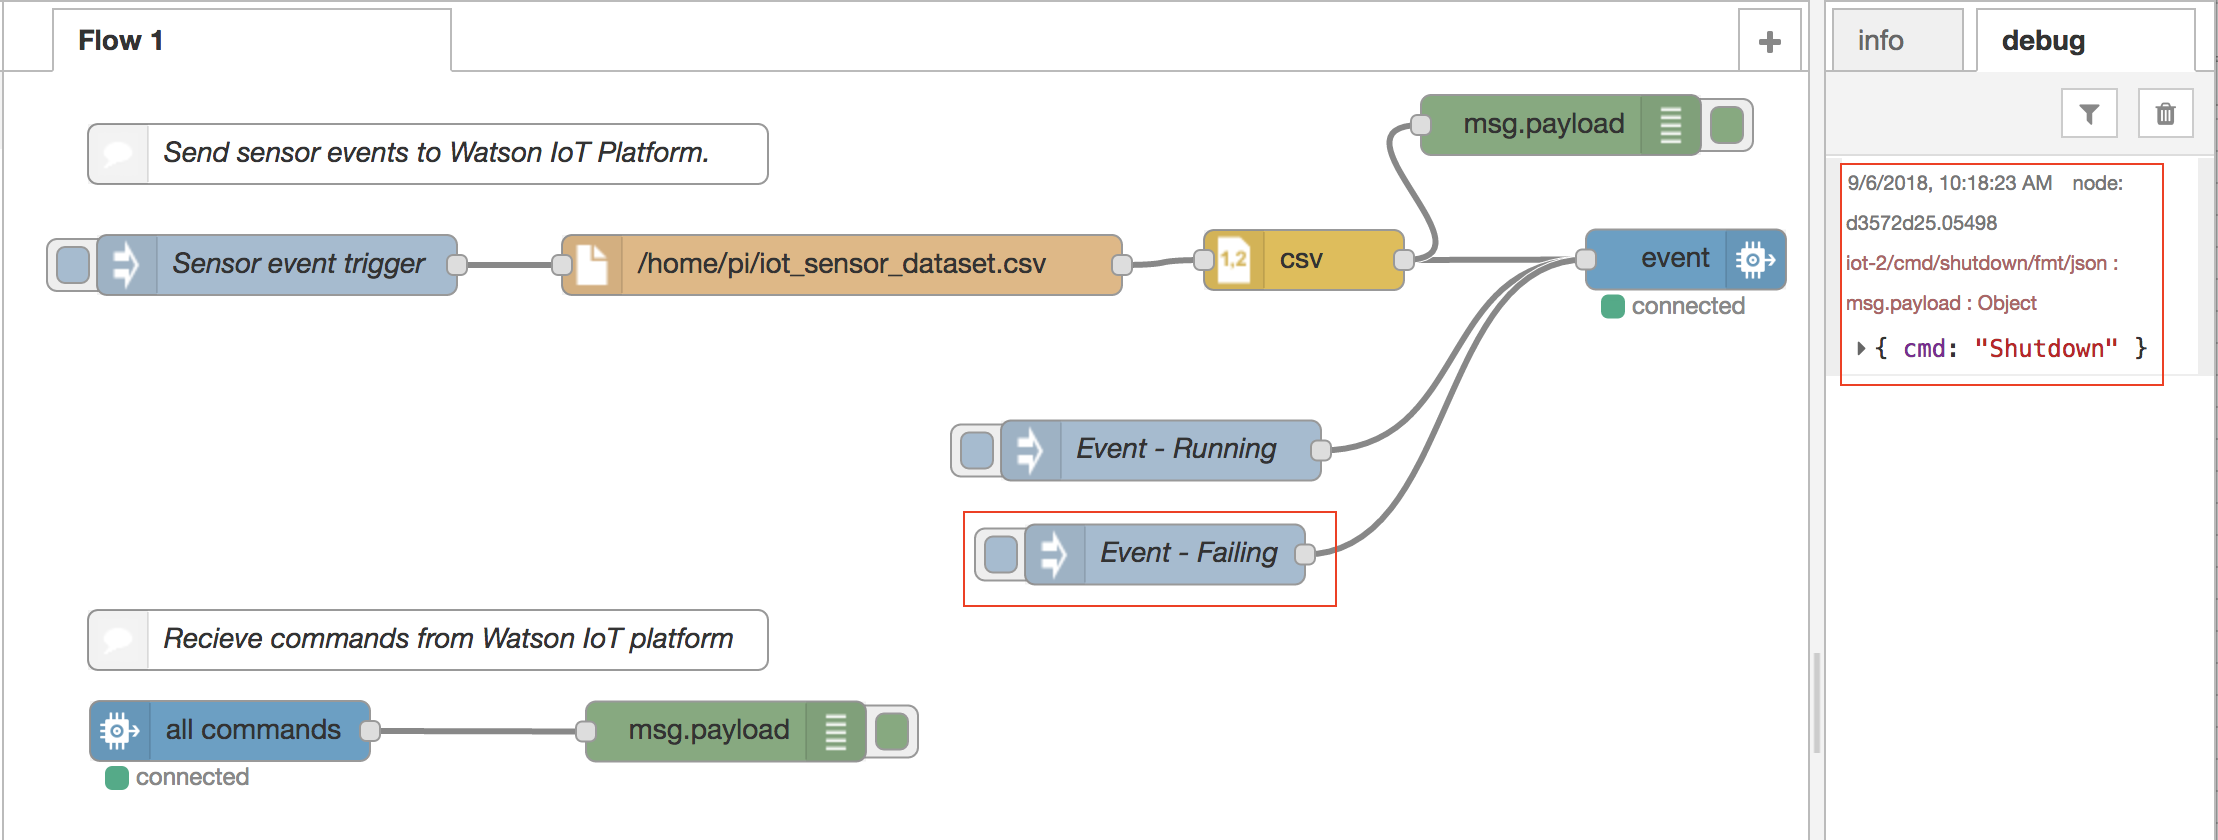 Flow 1
info
debug
Send sensor events to Watson IoT Platform.
msg.payload
Sensor event trigger
/home/pi/iot_sensor_dataset.csv
1,2
csv
event
connected
Event - Running
Event - Failing
Recieve commands from Watson IoT platform
all commands
msg.payload
connected
9/6/2018, 10:18:23 AM node:
d3572d25.05498
iot-2/cmd/shutdown/fmt/json :
msg.payload : Object
{ cmd: "Shutdown" }